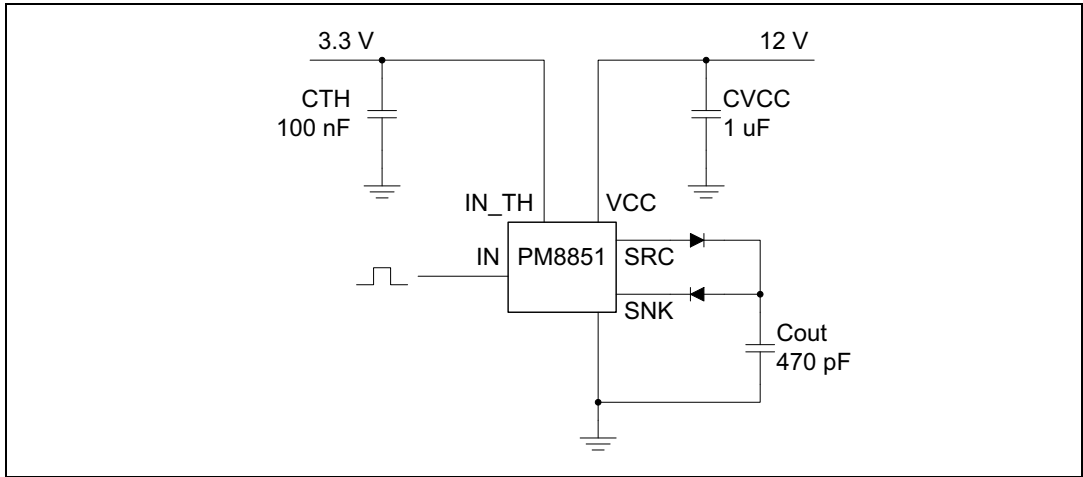 3.3 V
12 V
CTH
100 nF
CVCC
1 uF
IN_TH
VCC
IN
PM8851
SRC
SNK
Cout
470 pF